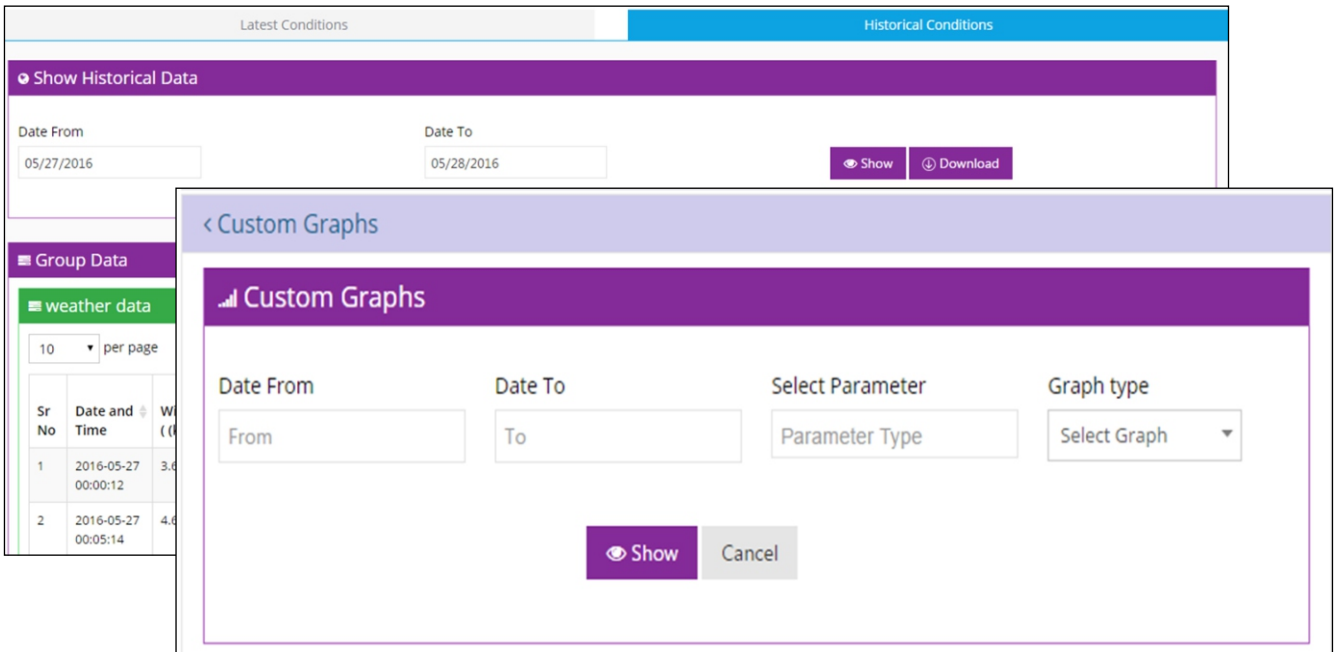 Latest Conditions
Historical Conditions
Show Historical Data
Date From
Date To
05/27/2016
05/28/2016
Show
Download
Group Data
weather data
10 per page
Sr No
Date and Time
1
2016-05-27
00:00:12
2
2016-05-27
00:05:14
Custom Graphs
Custom Graphs
Date From
Date To
Select Parameter
Graph type
From
To
Parameter Type
Select Graph
Show
Cancel